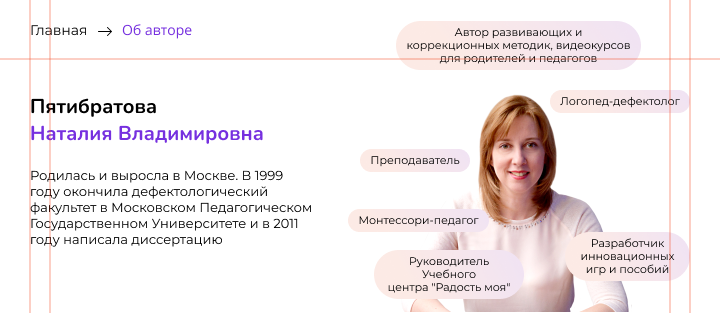 Главная → Об авторе
Автор развивающих и
коррекционных методик, видеокурсов
для родителей и педагогов
Пятибратова
Наталия Владимировна
Логопед-дефектолог
Преподаватель
Родилась и выросла в Москве. В 1999
году окончила дефектологический
факультет в Московском Педагогическом
Государственном Университете и в 2011
году написала диссертацию
Монтессори-педагог
Разработчик
инновационных
игр и пособий
Руководитель
Учебного
центра "Радость моя"